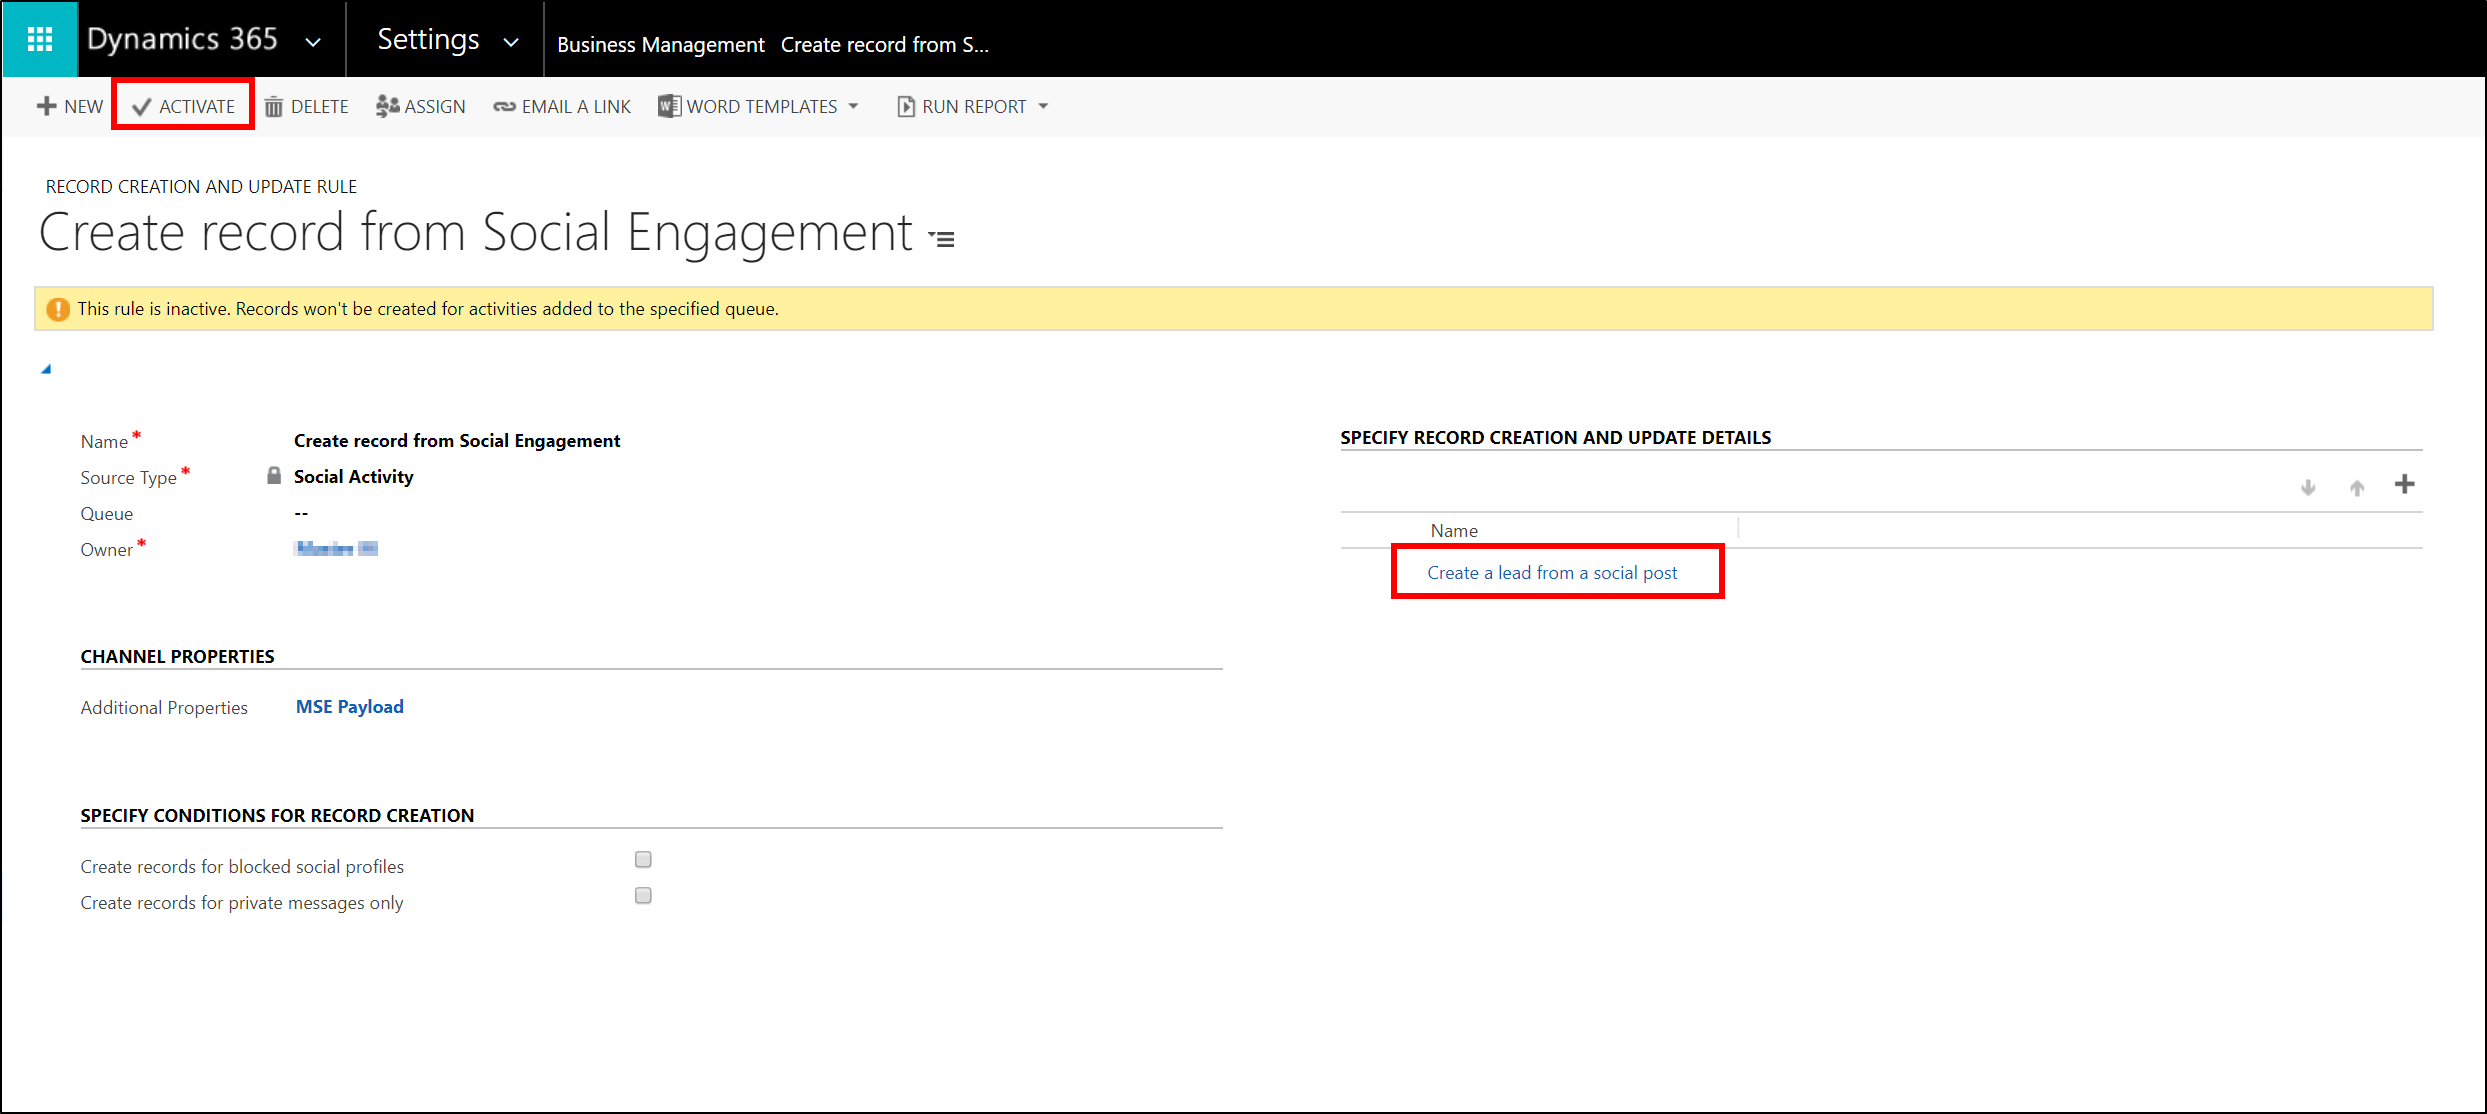 Dynamics 365 Settings Business Management Create record from S...
NEW ACTIVATE DELETE ASSIGN EMAIL A LINK WORD TEMPLATES RUN REPORT
RECORD CREATION AND UPDATE RULE
Create record from Social Engagement
This rule is inactive. Records won't be created for activities added to the specified queue.
Name* Create record from Social Engagement
Source Type* Social Activity
Queue --
Owner*
CHANNEL PROPERTIES
Additional Properties MSE Payload
SPECIFY CONDITIONS FOR RECORD CREATION
Create records for blocked social profiles
Create records for private messages only
SPECIFY RECORD CREATION AND UPDATE DETAILS
Name
Create a lead from a social post